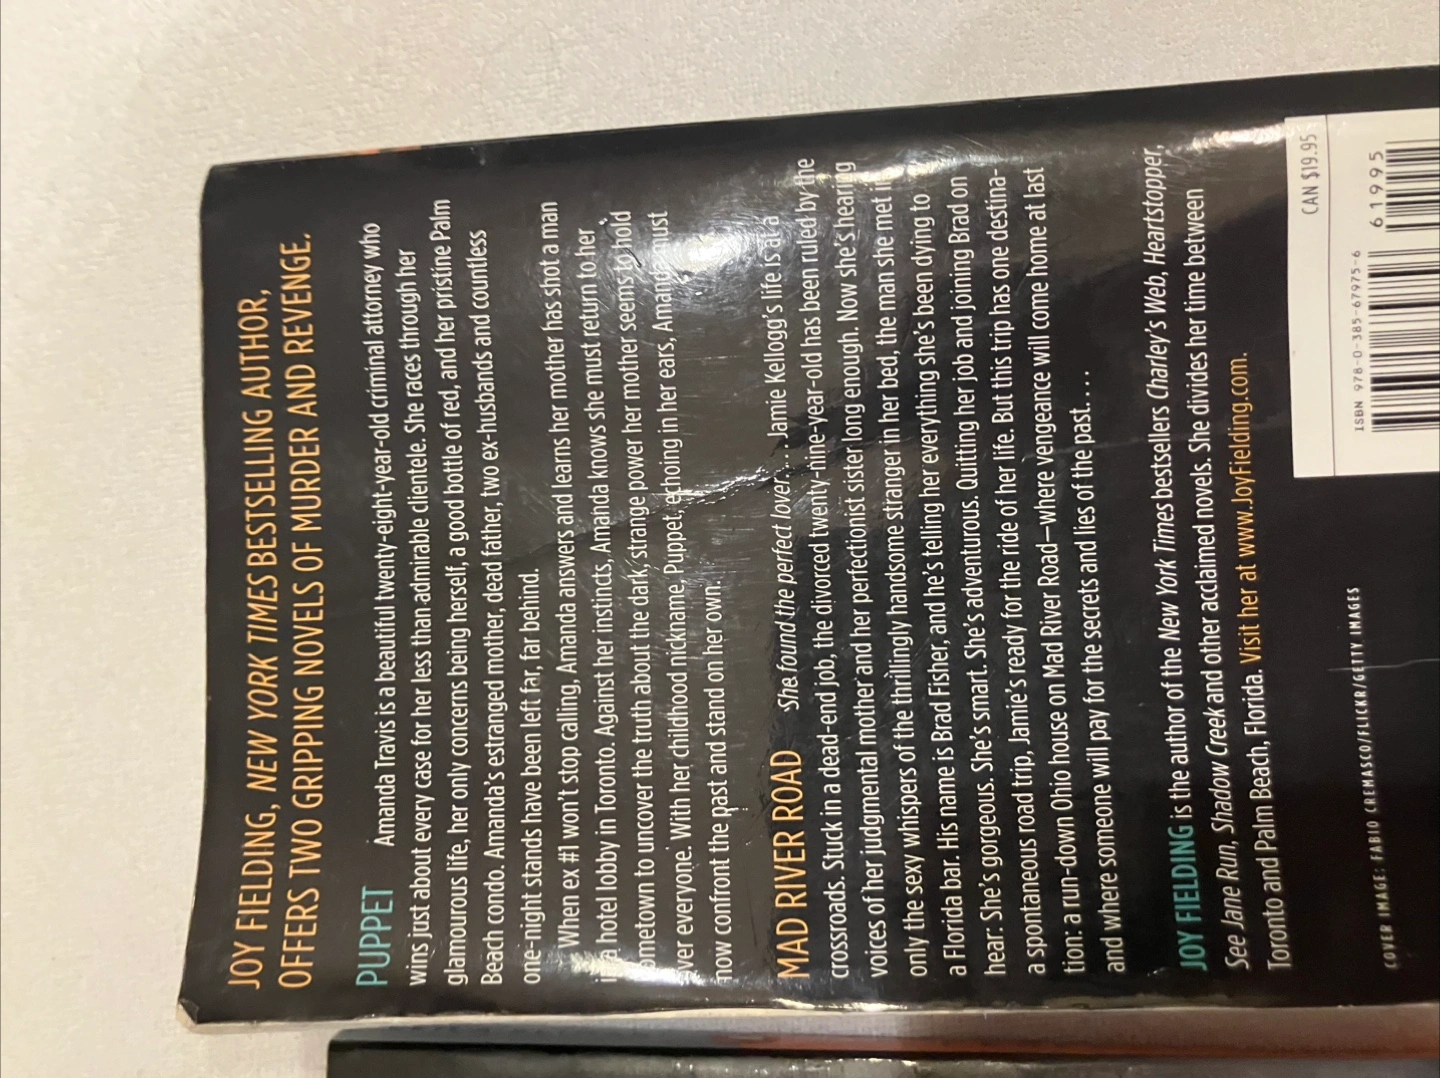 JOY FIELDING, NEW YORK TIMES BESTSELLING AUTHOR,
OFFERS TWO GRIPPING NOVELS OF MURDER AND REVENGE.
PUPPET Amanda Travis is a beautiful twenty-eight-year-old criminal attorney who
wins just about every case for her less than admirable clientele. She races through her
glamourous life, her only concerns being herself, a good bottle of red, and her pristine Palm
Beach condo. Amanda's estranged mother, dead father, two ex-husbands and countless
one-night stands have been left far, far behind.
When ex #1 won't stop calling, Amanda answers and learns her mother has shot a man
in a hotel lobby in Toronto. Against her instincts, Amanda knows she must return to her
hometown to uncover the truth about the dark, strange power her mother seems to hold
over everyone. With her childhood nickname, Puppet, echoing in her ears, Amanda must
now confront the past and stand on her own.
MAD RIVER ROAD She found the perfect lover. . . . Jamie Kellogg's life is at a
crossroads. Stuck in a dead-end job, the divorced twenty-nine-year-old has been ruled by the
voices of her judgmental mother and her perfectionist sister long enough. Now she's hearing
only the sexy whispers of the thrillingly handsome stranger in her bed, the man she met in
a Florida bar. His name is Brad Fisher, and he's telling her everything she's been dying to
hear: She's gorgeous. She's smart. She's adventurous. Quitting her job and joining Brad on
a spontaneous road trip, Jamie's ready for the ride of her life. But this trip has one destina-
tion: a run-down Ohio house on Mad River Road—where vengeance will come home at last
and where someone will pay for the secrets and lies of the past. . . .
JOY FIELDING is the author of the New York Times bestsellers Charley's Web, Heartstopper,
See Jane Run, Shadow Creek and other acclaimed novels. She divides her time between
Toronto and Palm Beach, Florida. Visit her at www.JoyFielding.com.
CAN $19.95
ISBN 978-0-385-67975-6
61995
COVER IMAGE: FABIO CREMASCO/FLICKR/GETTY IMAGES